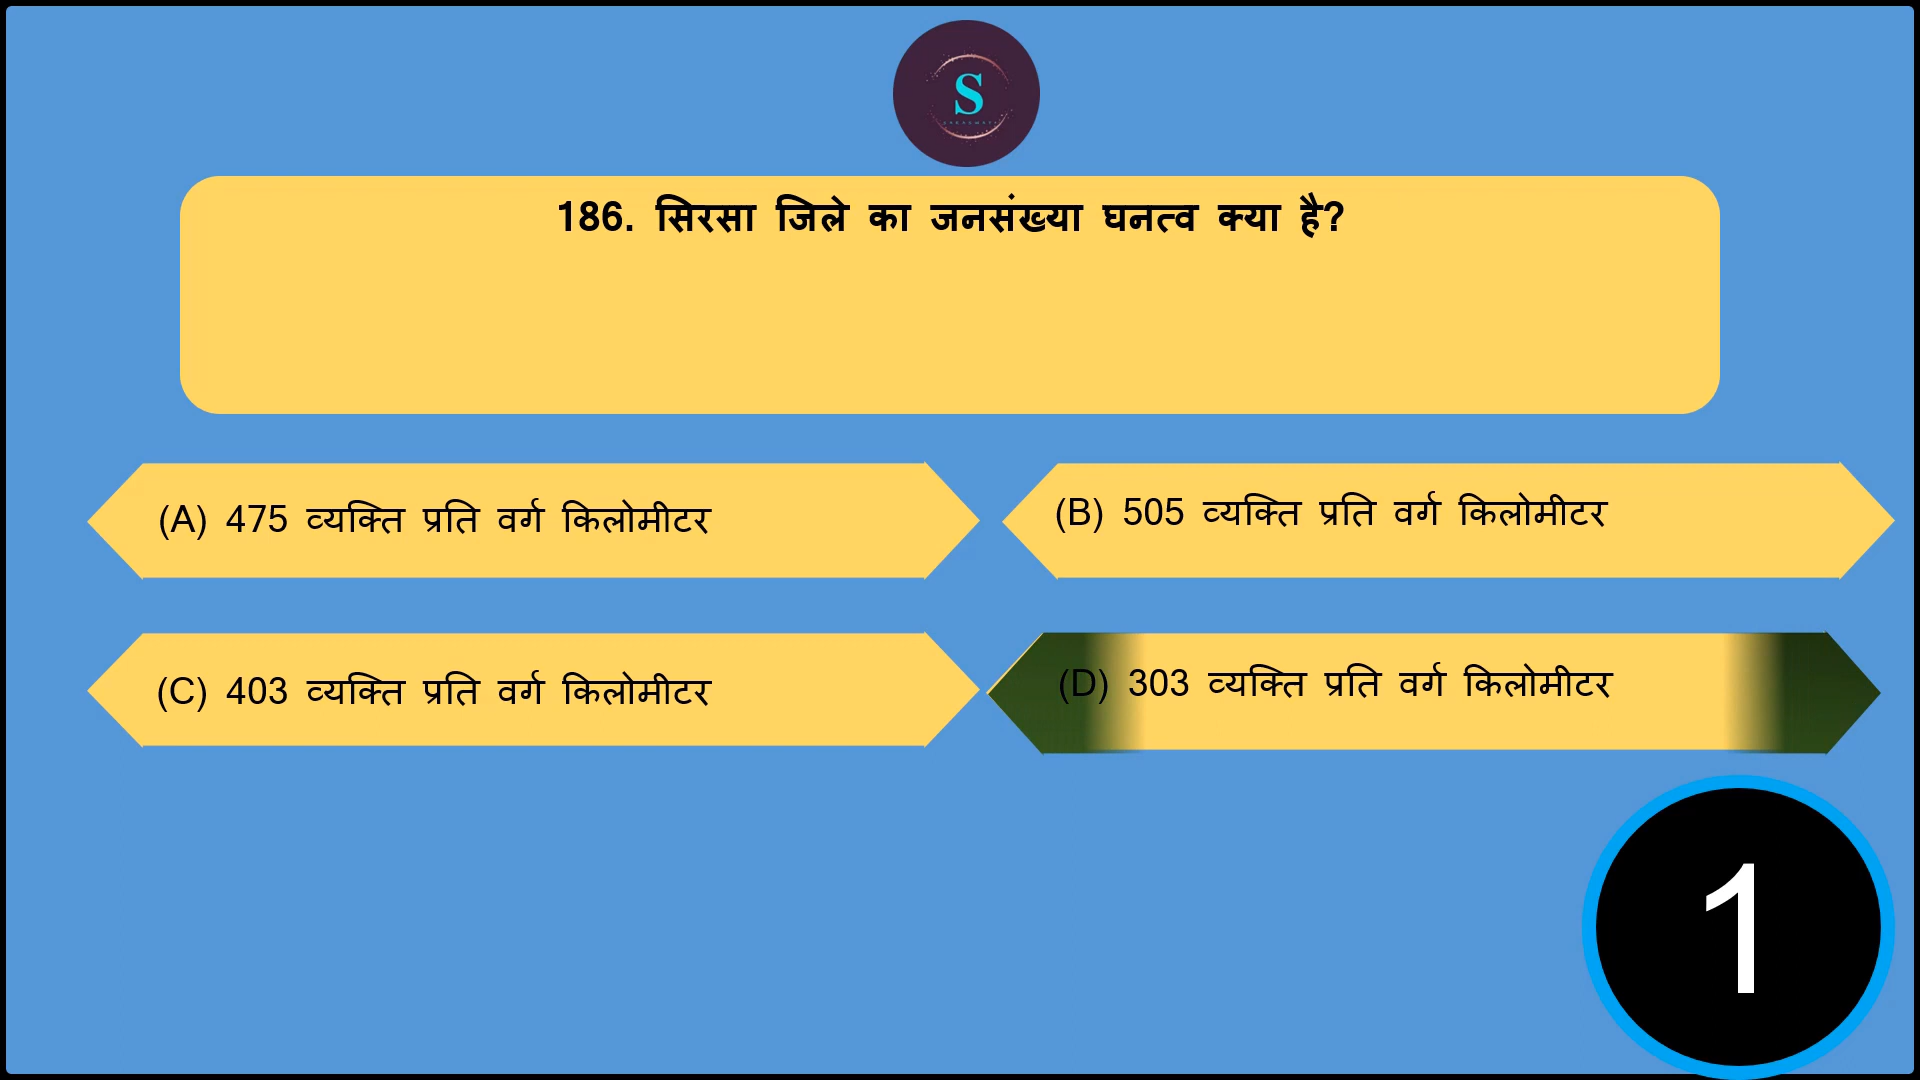 S
186. सिरसा जिले का जनसंख्या घनत्व क्या है?
(A) 475 व्यक्ति प्रति वर्ग किलोमीटर
(B) 505 व्यक्ति प्रति वर्ग किलोमीटर
(C) 403 व्यक्ति प्रति वर्ग किलोमीटर
(D) 303 व्यक्ति प्रति वर्ग किलोमीटर
1